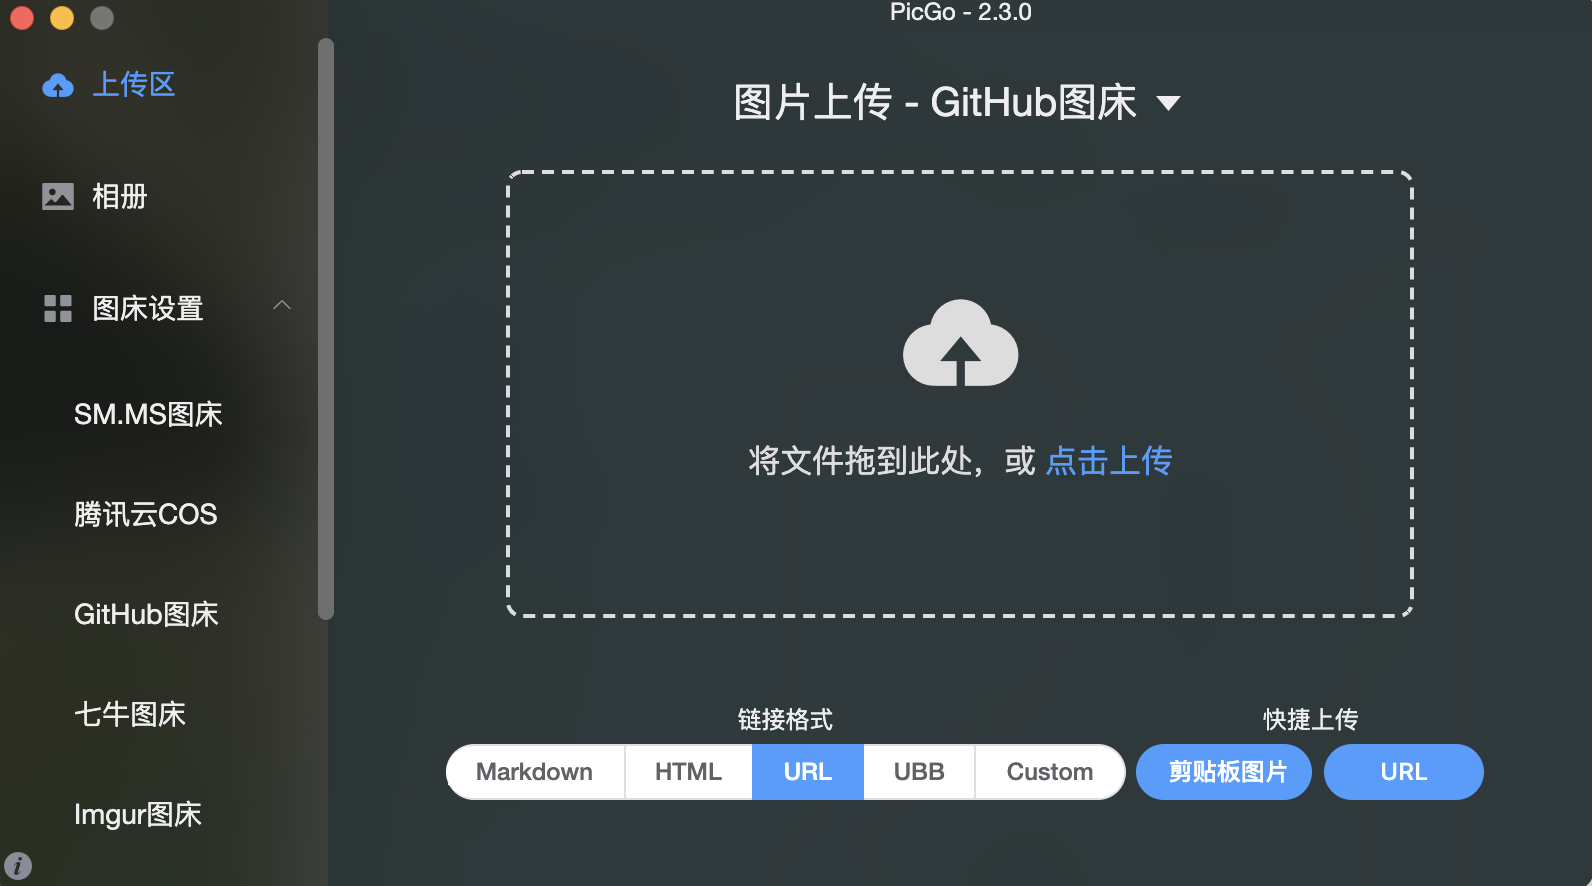 PicGo - 2.3.0
上传区
相册
图床设置
SM.MS图床
腾讯云COS
GitHub图床
七牛图床
Imgur图床
图片上传 - GitHub图床
将文件拖到此处，或 点击上传
链接格式
Markdown HTML URL UBB Custom
快捷上传
剪贴板图片 URL